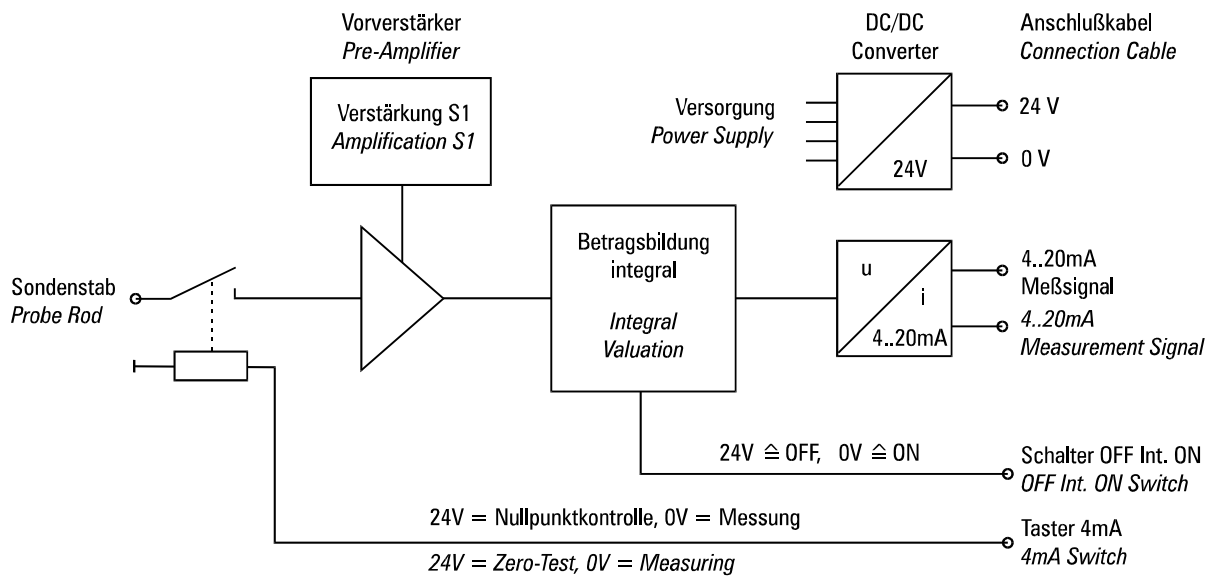 Vorverstärker
Pre-Amplifier
DC/DC
Converter
Anschlußkabel
Connection Cable
Verstärkung S1
Amplification S1
Versorgung
Power Supply
24V
24 V
0 V
Sondenstab
Probe Rod
Betragsbildung
integral
Integral
Valuation
u
i
4..20mA
4..20mA
Meßsignal
4..20mA
Measurement Signal
24V ≙ OFF, 0V ≙ ON
Schalter OFF Int. ON
OFF Int. ON Switch
24V = Nullpunktkontrolle, 0V = Messung
24V = Zero-Test, 0V = Measuring
Taster 4mA
4mA Switch